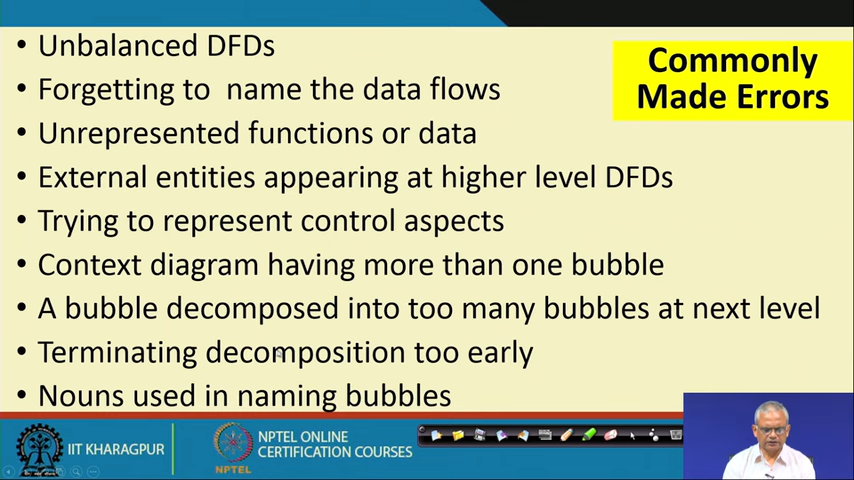 • Unbalanced DFDs
• Forgetting to name the data flows
• Unrepresented functions or data
• External entities appearing at higher level DFDs
• Trying to represent control aspects
• Context diagram having more than one bubble
• A bubble decomposed into too many bubbles at next level
• Terminating decomposition too early
• Nouns used in naming bubbles
Commonly
Made Errors
IIT KHARAGPUR
NPTEL
NPTEL ONLINE
CERTIFICATION COURSES